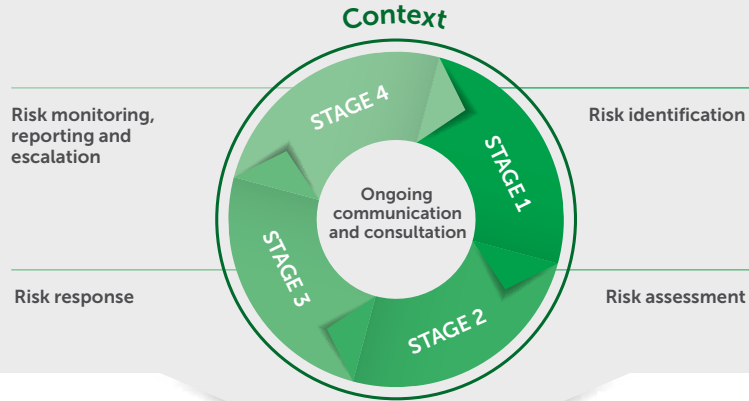 Context
STAGE 4
Risk monitoring,
reporting and
escalation
Risk identification
STAGE 1
Ongoing
communication
and consultation
STAGE 3
Risk response
STAGE 2
Risk assessment